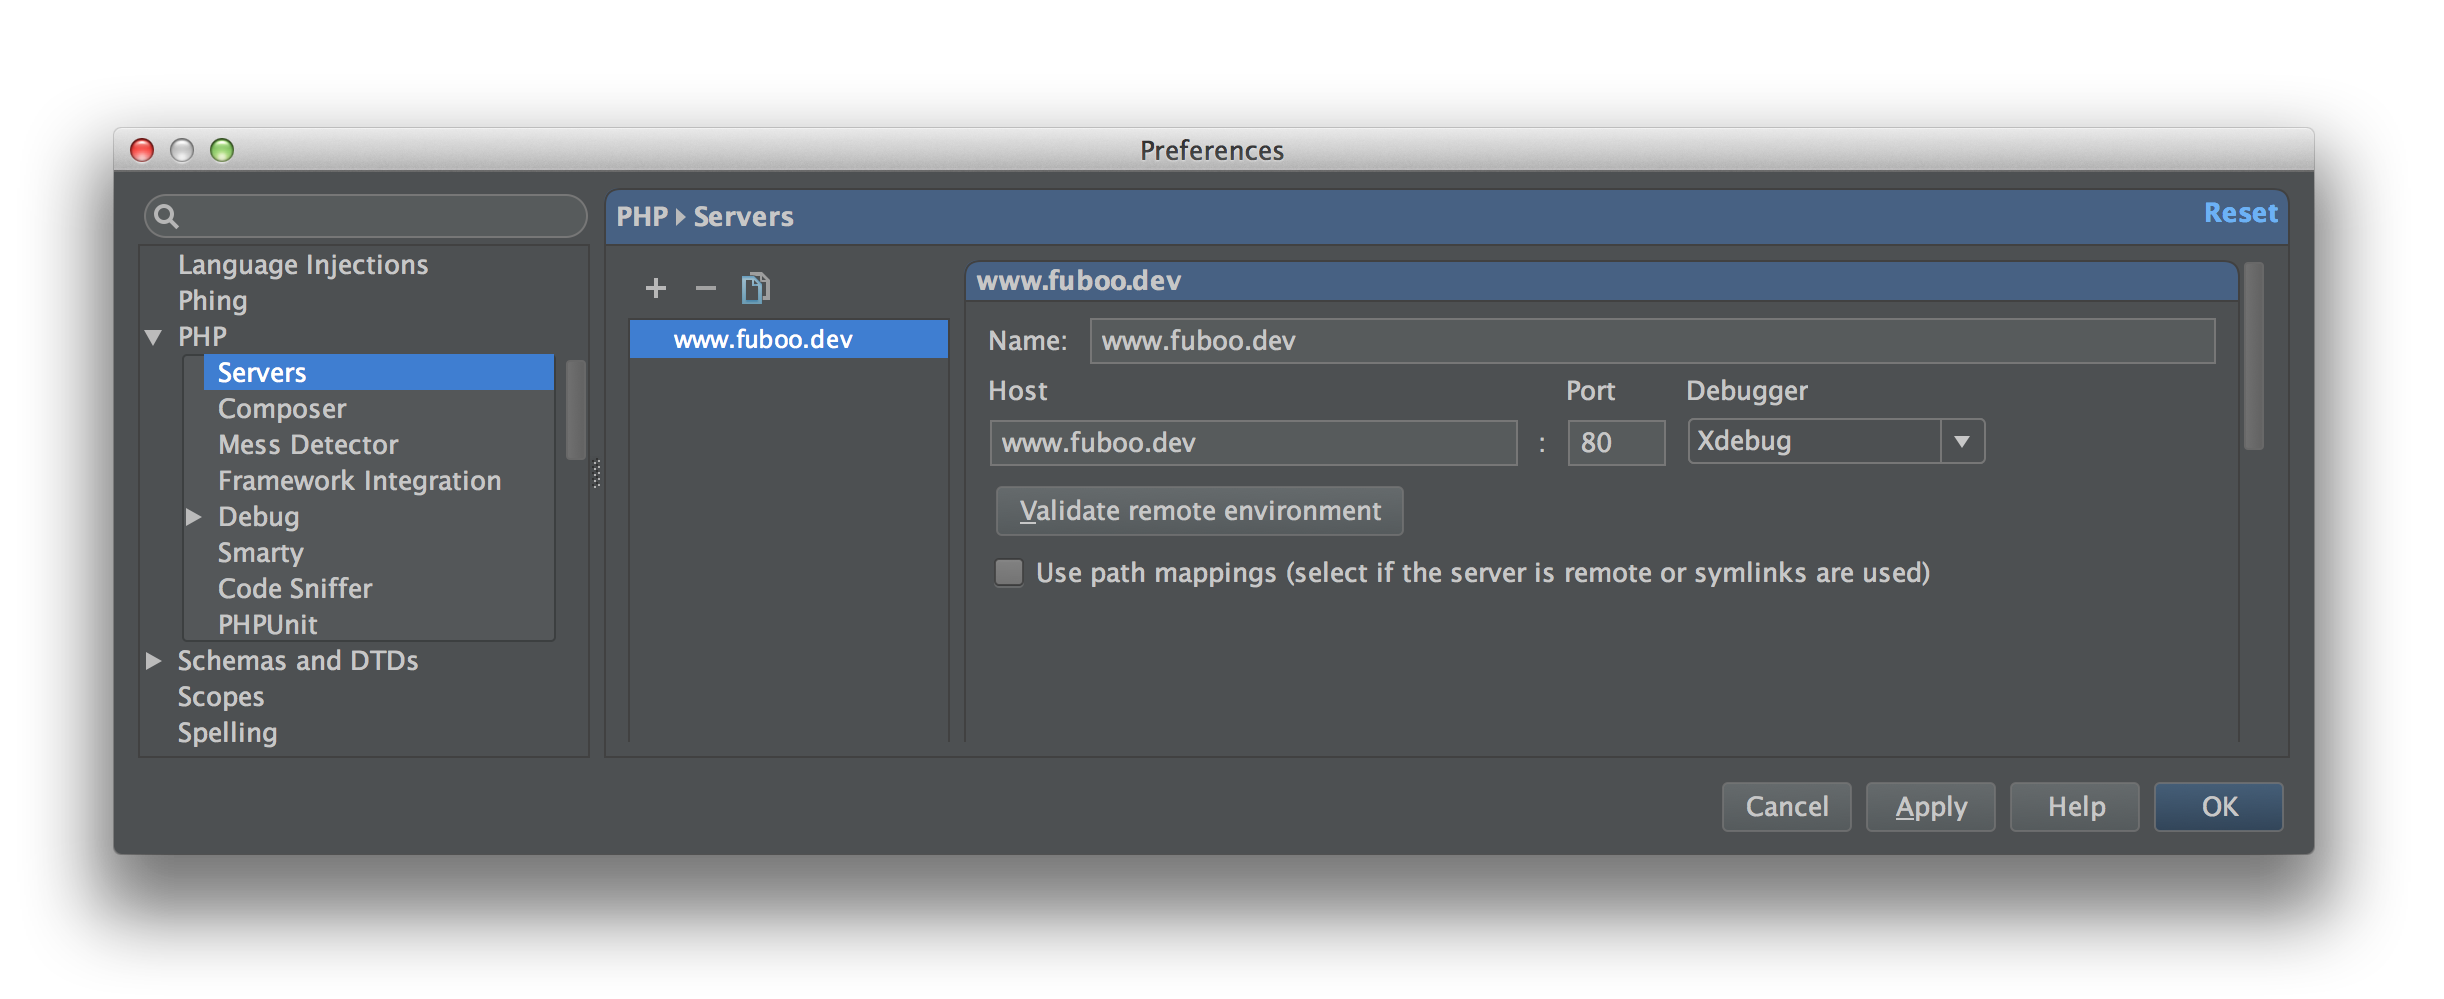 Preferences
PHP Servers
Reset
Language Injections
Phing
PHP
Servers
Composer
Mess Detector
Framework Integration
Debug
Smarty
Code Sniffer
PHPUnit
Schemas and DTDs
Scopes
Spelling
www.fuboo.dev
www.fuboo.dev
Name: www.fuboo.dev
Host Port Debugger
www.fuboo.dev : 80 Xdebug
Validate remote environment
Use path mappings (select if the server is remote or symlinks are used)
Cancel Apply Help OK